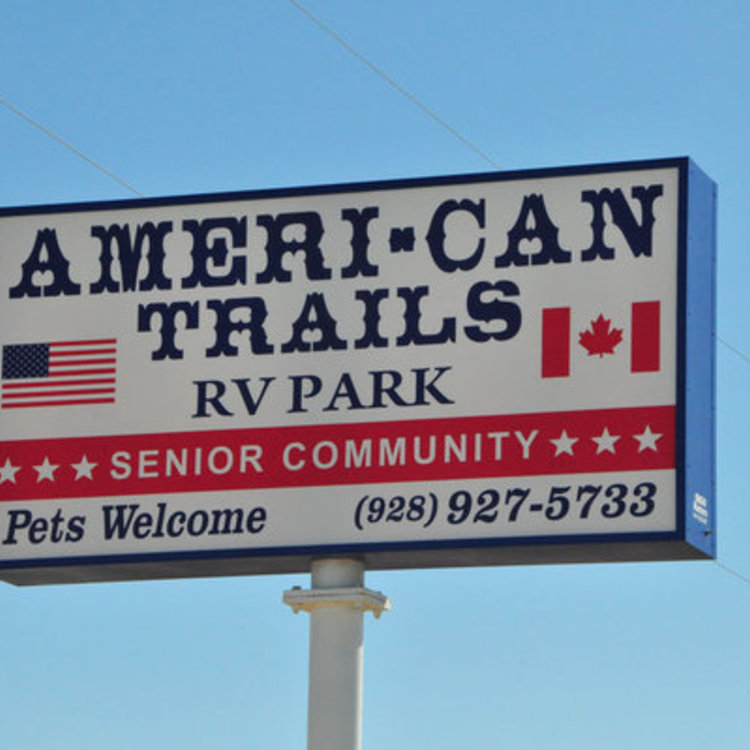 AMERI-CAN
TRAILS
RV PARK
SENIOR COMMUNITY
Pets Welcome (928) 927-5733